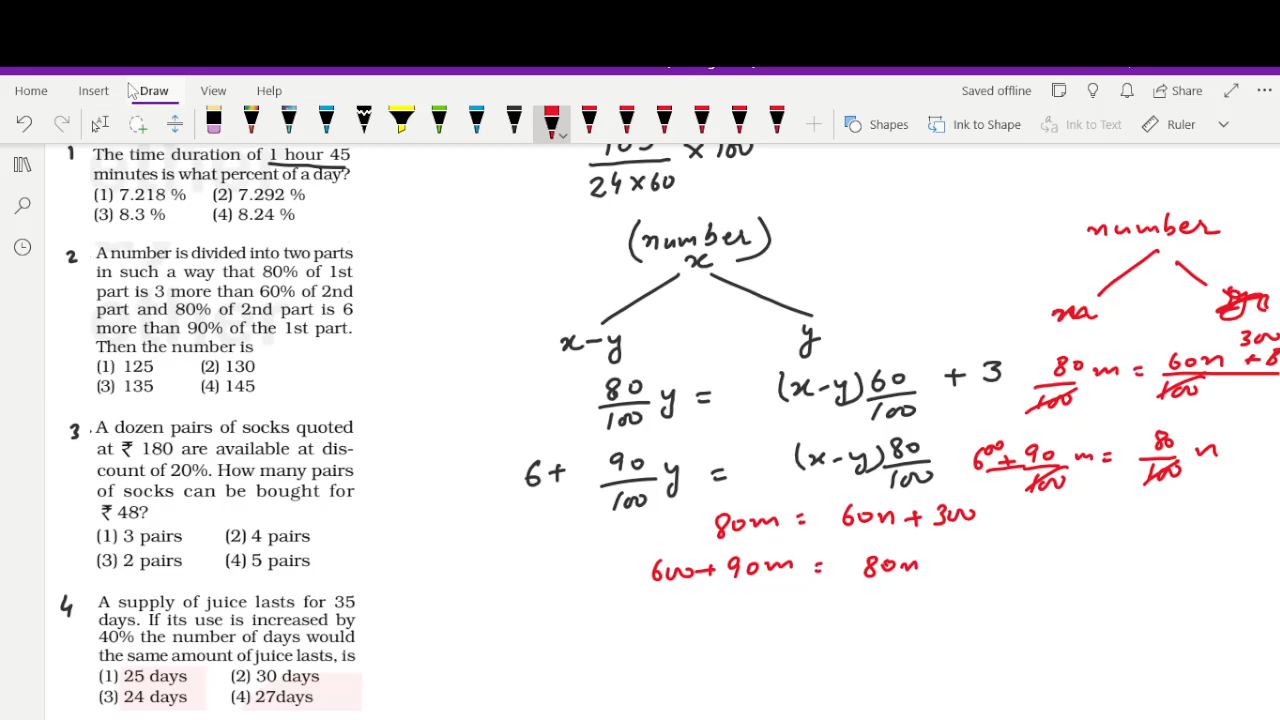 Home Insert Draw View Help Saved offline Share
Shapes Ink to Shape Ink to Text Ruler
1 The time duration of 1 hour 45
minutes is what percent of a day?
(1) 7.218 % (2) 7.292 %
(3) 8.3 % (4) 8.24 %
2 A number is divided into two parts
in such a way that 80% of 1st
part is 3 more than 60% of 2nd
part and 80% of 2nd part is 6
more than 90% of the 1st part.
Then the number is
(1) 125 (2) 130
(3) 135 (4) 145
3 . A dozen pairs of socks quoted
at ₹ 180 are available at dis-
count of 20%. How many pairs
of socks can be bought for
₹ 48?
(1) 3 pairs (2) 4 pairs
(3) 2 pairs (4) 5 pairs
4 A supply of juice lasts for 35
days. If its use is increased by
40% the number of days would
the same amount of juice lasts, is
(1) 25 days (2) 30 days
(3) 24 days (4) 27days
105/24×60 × 100
(number)
x
x-y y
80/100 y = (x-y) 60/100 + 3
6+ 90/100 y = (x-y) 80/100
80m = 60n + 300
600+ 90m = 80n
number
300
80/100 m = 60n/100 + 8
600 + 90/100 m = 80/100 n